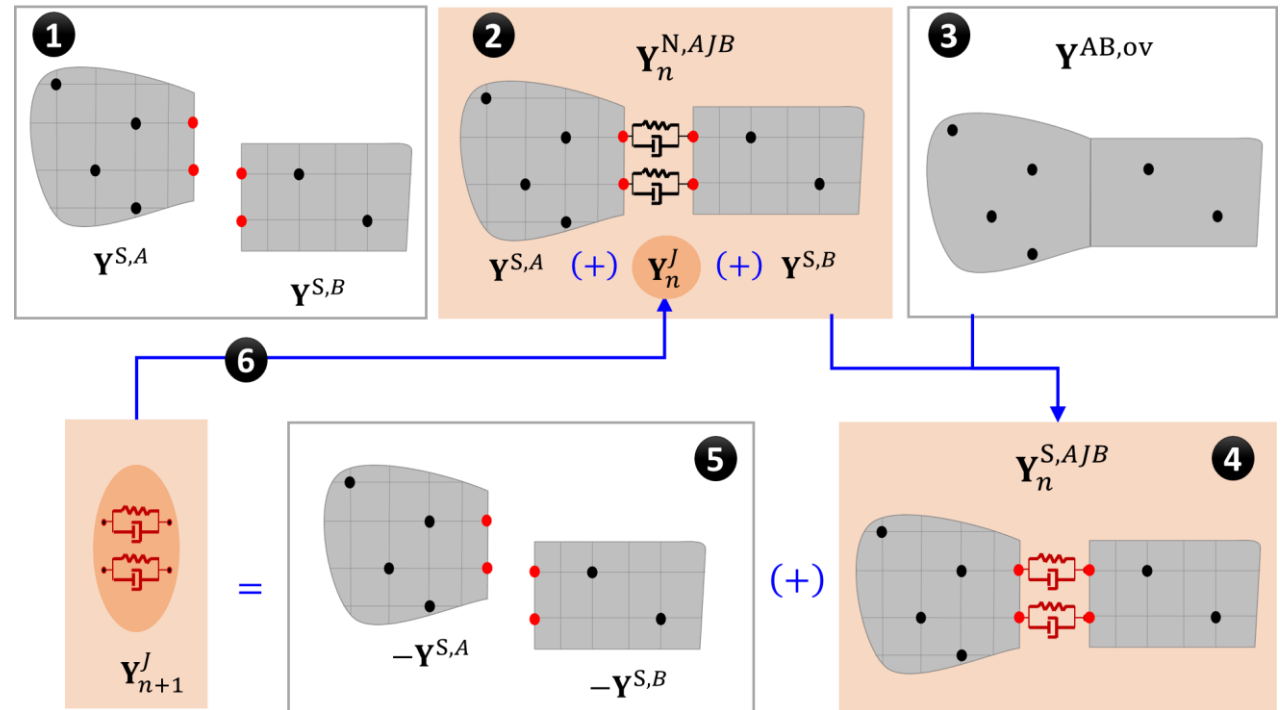 1
Y^{S,A}
Y^{S,B}
2
Y_n^{N,AJB}
Y^{S,A} (+) Y_n^J (+) Y^{S,B}
3
Y^{AB,ov}
6
Y_{n+1}^J
=
5
−Y^{S,A}
−Y^{S,B}
(+)
Y_n^{S,AJB}
4